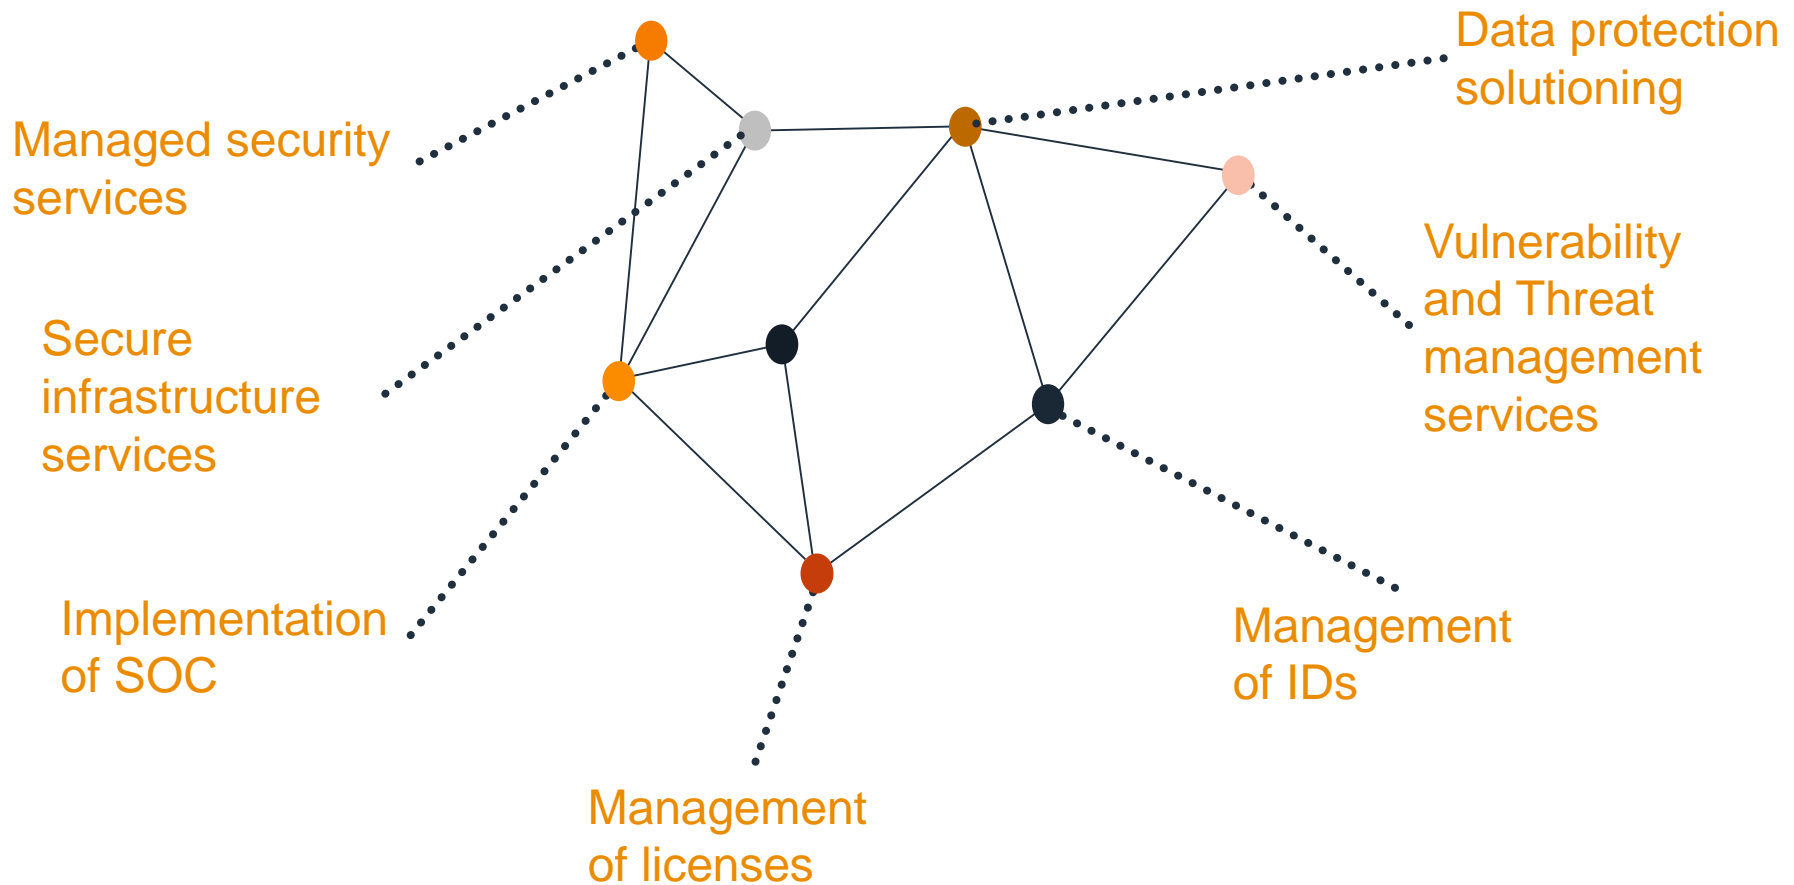 Managed security
services
Secure
infrastructure
services
Implementation
of SOC
Management
of licenses
Data protection
solutioning
Vulnerability
and Threat
management
services
Management
of IDs